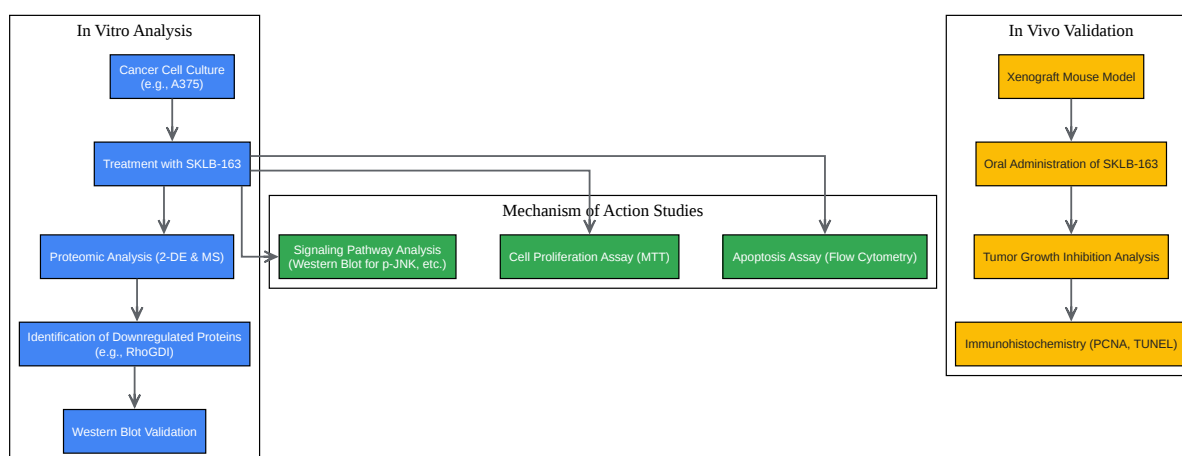 In Vitro Analysis
Cancer Cell Culture
(e.g., A375)
Treatment with SKLB-163
Proteomic Analysis (2-DE & MS)
Identification of Downregulated Proteins
(e.g., RhoGDI)
Western Blot Validation
Mechanism of Action Studies
Signaling Pathway Analysis
(Western Blot for p-JNK, etc.)
Cell Proliferation Assay (MTT)
Apoptosis Assay (Flow Cytometry)
In Vivo Validation
Xenograft Mouse Model
Oral Administration of SKLB-163
Tumor Growth Inhibition Analysis
Immunohistochemistry (PCNA, TUNEL)